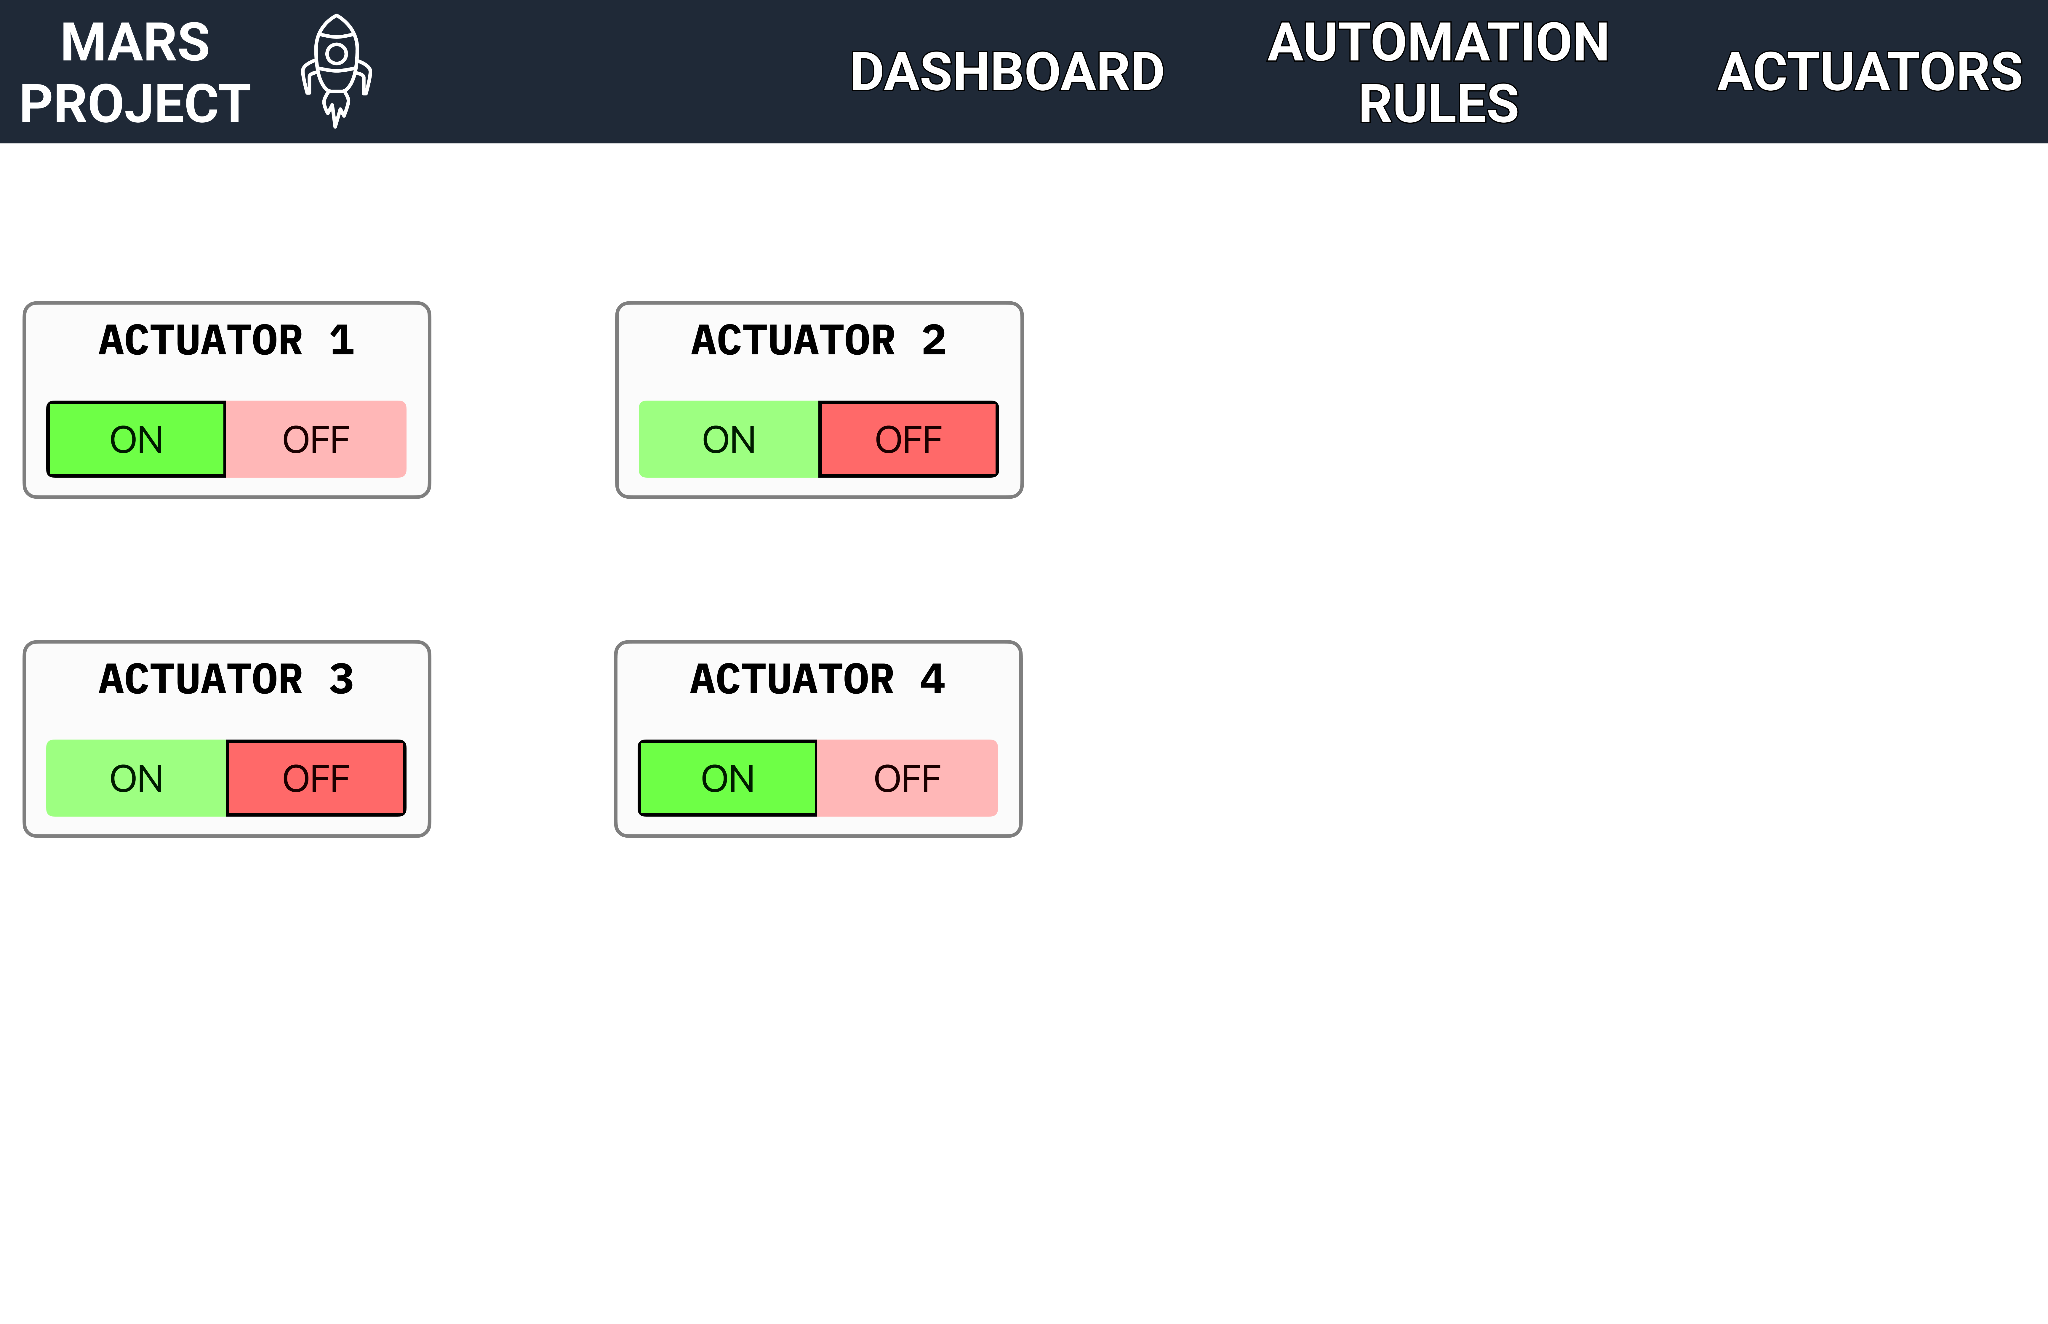 MARS
PROJECT
DASHBOARD
AUTOMATION
RULES
ACTUATORS
ACTUATOR 1
ON
OFF
ACTUATOR 2
ON
OFF
ACTUATOR 3
ON
OFF
ACTUATOR 4
ON
OFF